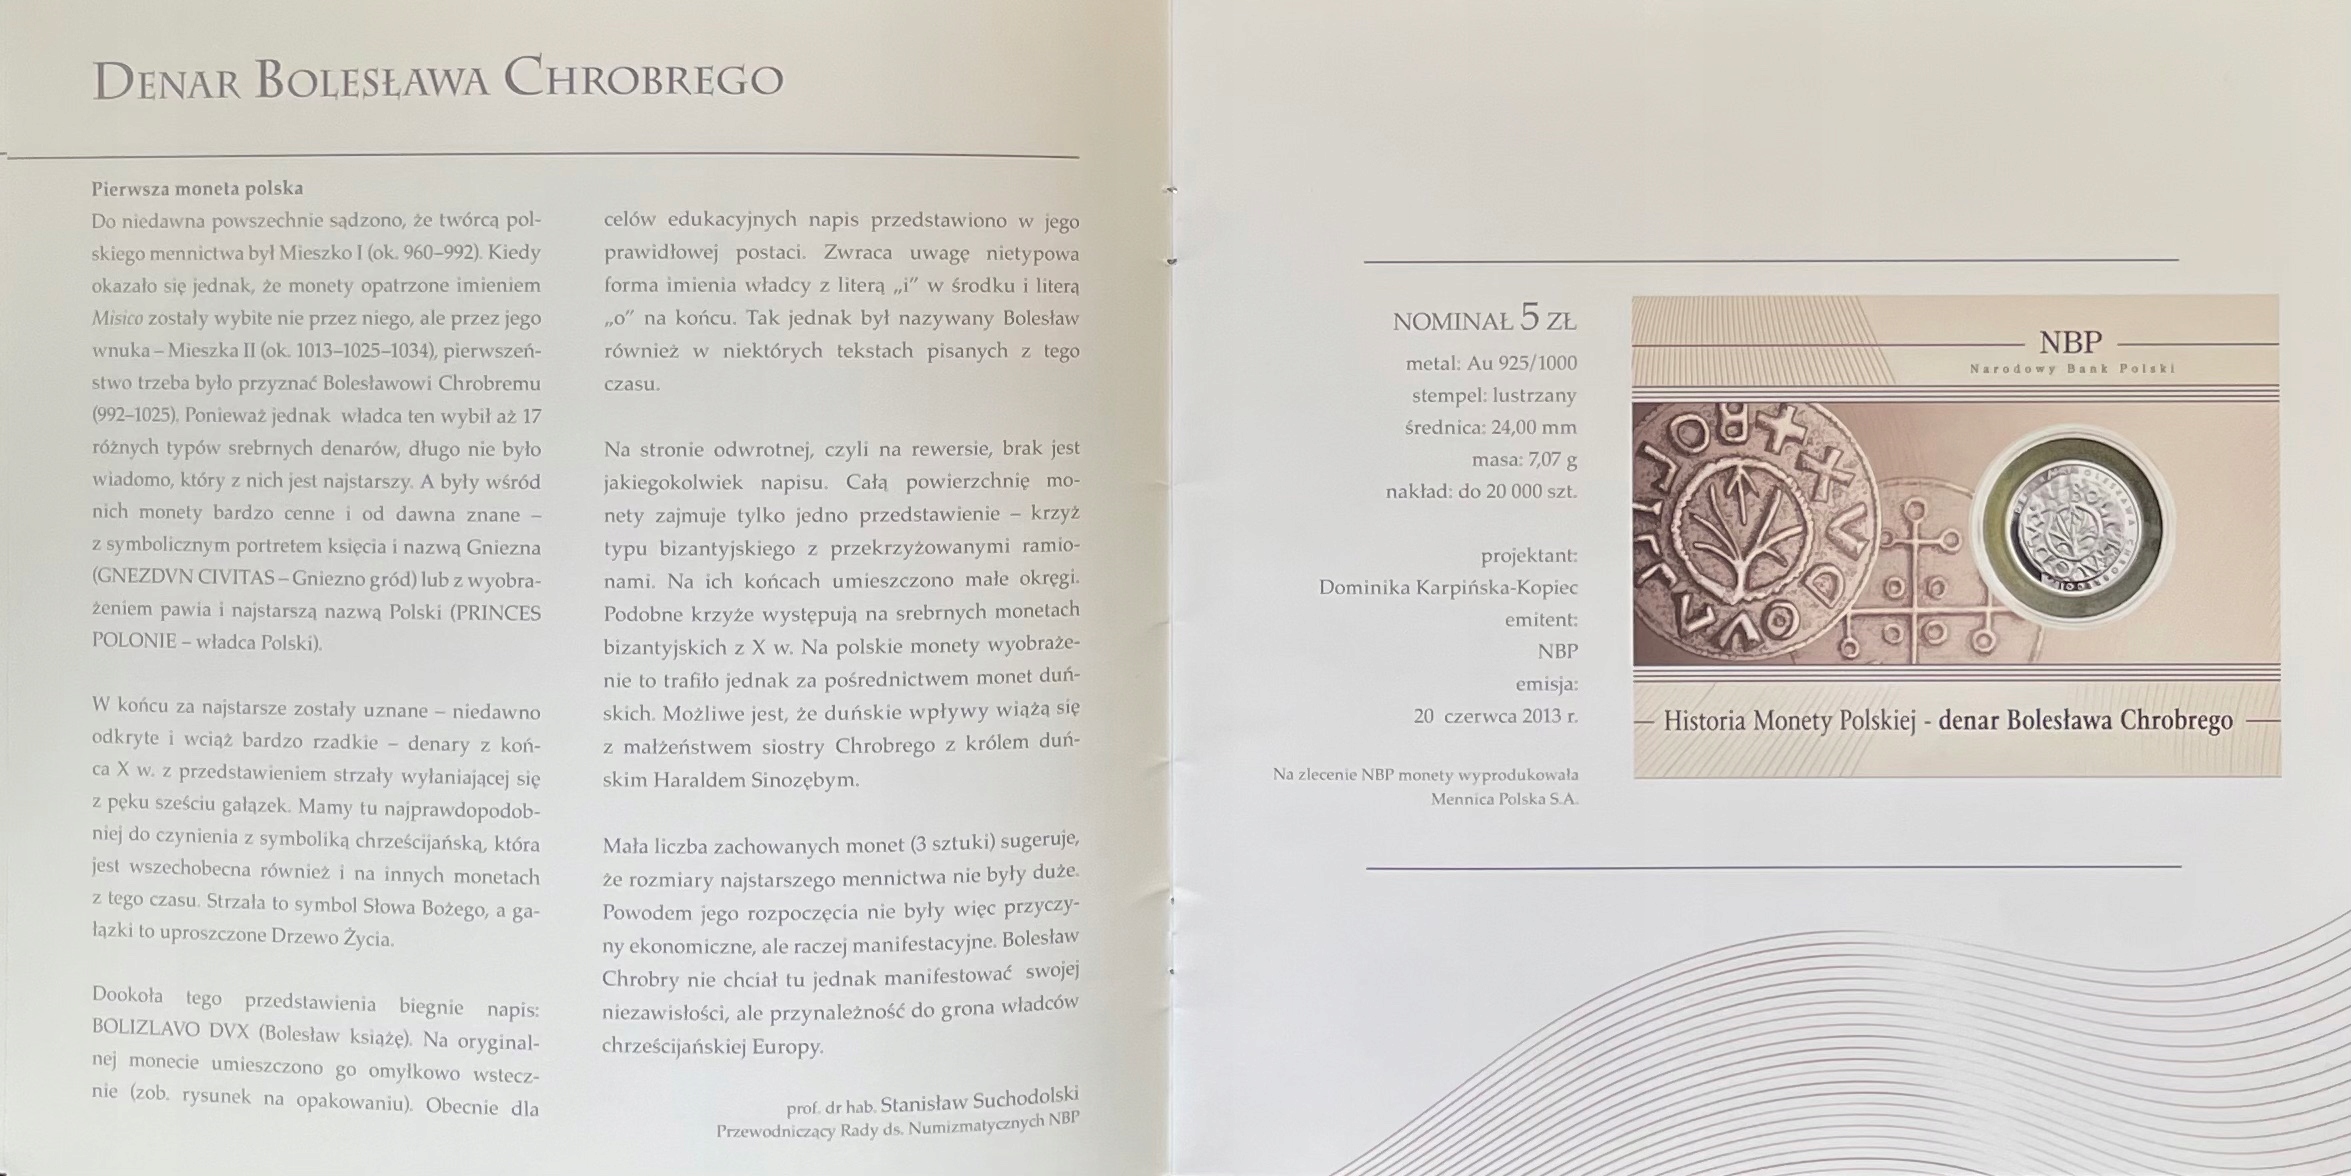 DENAR BOLESŁAWA CHROBREGO
Pierwsza moneta polska
Do niedawna powszechnie sądzono, że twórcą pol-
skiego mennictwa był Mieszko I (ok. 960–992). Kiedy
okazało się jednak, że monety opatrzone imieniem
Misico zostały wybite nie przez niego, ale przez jego
wnuka – Mieszka II (ok. 1013–1025–1034), pierwszeń-
stwo trzeba było przyznać Bolesławowi Chrobremu
(992–1025). Ponieważ jednak władca ten wybił aż 17
różnych typów srebrnych denarów, długo nie było
wiadomo, który z nich jest najstarszy. A były wśród
nich monety bardzo cenne i od dawna znane –
z symbolicznym portretem księcia i nazwą Gniezna
(GNEZDVN CIVITAS – Gniezno gród) lub z wyobra-
żeniem pawia i najstarszą nazwą Polski (PRINCES
POLONIE – władca Polski).
W końcu za najstarsze zostały uznane – niedawno
odkryte i wciąż bardzo rzadkie – denary z koń-
ca X w. z przedstawieniem strzały wyłaniającej się
z pęku sześciu gałązek. Mamy tu najprawdopodob-
niej do czynienia z symboliką chrześcijańską, która
jest wszechobecna również i na innych monetach
z tego czasu. Strzała to symbol Słowa Bożego, a ga-
łązki to uproszczone Drzewo Życia.
Dookoła tego przedstawienia biegnie napis:
BOLIZLAVO DVX (Bolesław książę). Na oryginal-
nej monecie umieszczono go omyłkowo wstecz-
nie (zob. rysunek na opakowaniu). Obecnie dla
celów edukacyjnych napis przedstawiono w jego
prawidłowej postaci. Zwraca uwagę nietypowa
forma imienia władcy z literą „i” w środku i literą
„o” na końcu. Tak jednak był nazywany Bolesław
również w niektórych tekstach pisanych z tego
czasu.
Na stronie odwrotnej, czyli na rewersie, brak jest
jakiegokolwiek napisu. Całą powierzchnię mo-
nety zajmuje tylko jedno przedstawienie – krzyż
typu bizantyjskiego z przekrzyżowanymi ramio-
nami. Na ich końcach umieszczono małe okręgi.
Podobne krzyże występują na srebrnych monetach
bizantyjskich z X w. Na polskie monety wyobraże-
nie to trafiło jednak za pośrednictwem monet duń-
skich. Możliwe jest, że duńskie wpływy wiążą się
z małżeństwem siostry Chrobrego z królem duń-
skim Haraldem Sinozębym.
Mała liczba zachowanych monet (3 sztuki) sugeruje,
że rozmiary najstarszego mennictwa nie były duże.
Powodem jego rozpoczęcia nie były więc przyczy-
ny ekonomiczne, ale raczej manifestacyjne. Bolesław
Chrobry nie chciał tu jednak manifestować swojej
niezawisłości, ale przynależność do grona władców
chrześcijańskiej Europy.
prof. dr hab. Stanisław Suchodolski
Przewodniczący Rady ds. Numizmatycznych NBP
NOMINAŁ 5 ZŁ
metal: Au 925/1000
stempel: lustrzany
średnica: 24,00 mm
masa: 7,07 g
nakład: do 20 000 szt.
projektant:
Dominika Karpińska-Kopiec
emitent:
NBP
emisja:
20 czerwca 2013 r.
Na zlecenie NBP monety wyprodukowała
Mennica Polska S.A.
NBP
Narodowy Bank Polski
Historia Monety Polskiej - denar Bolesława Chrobrego